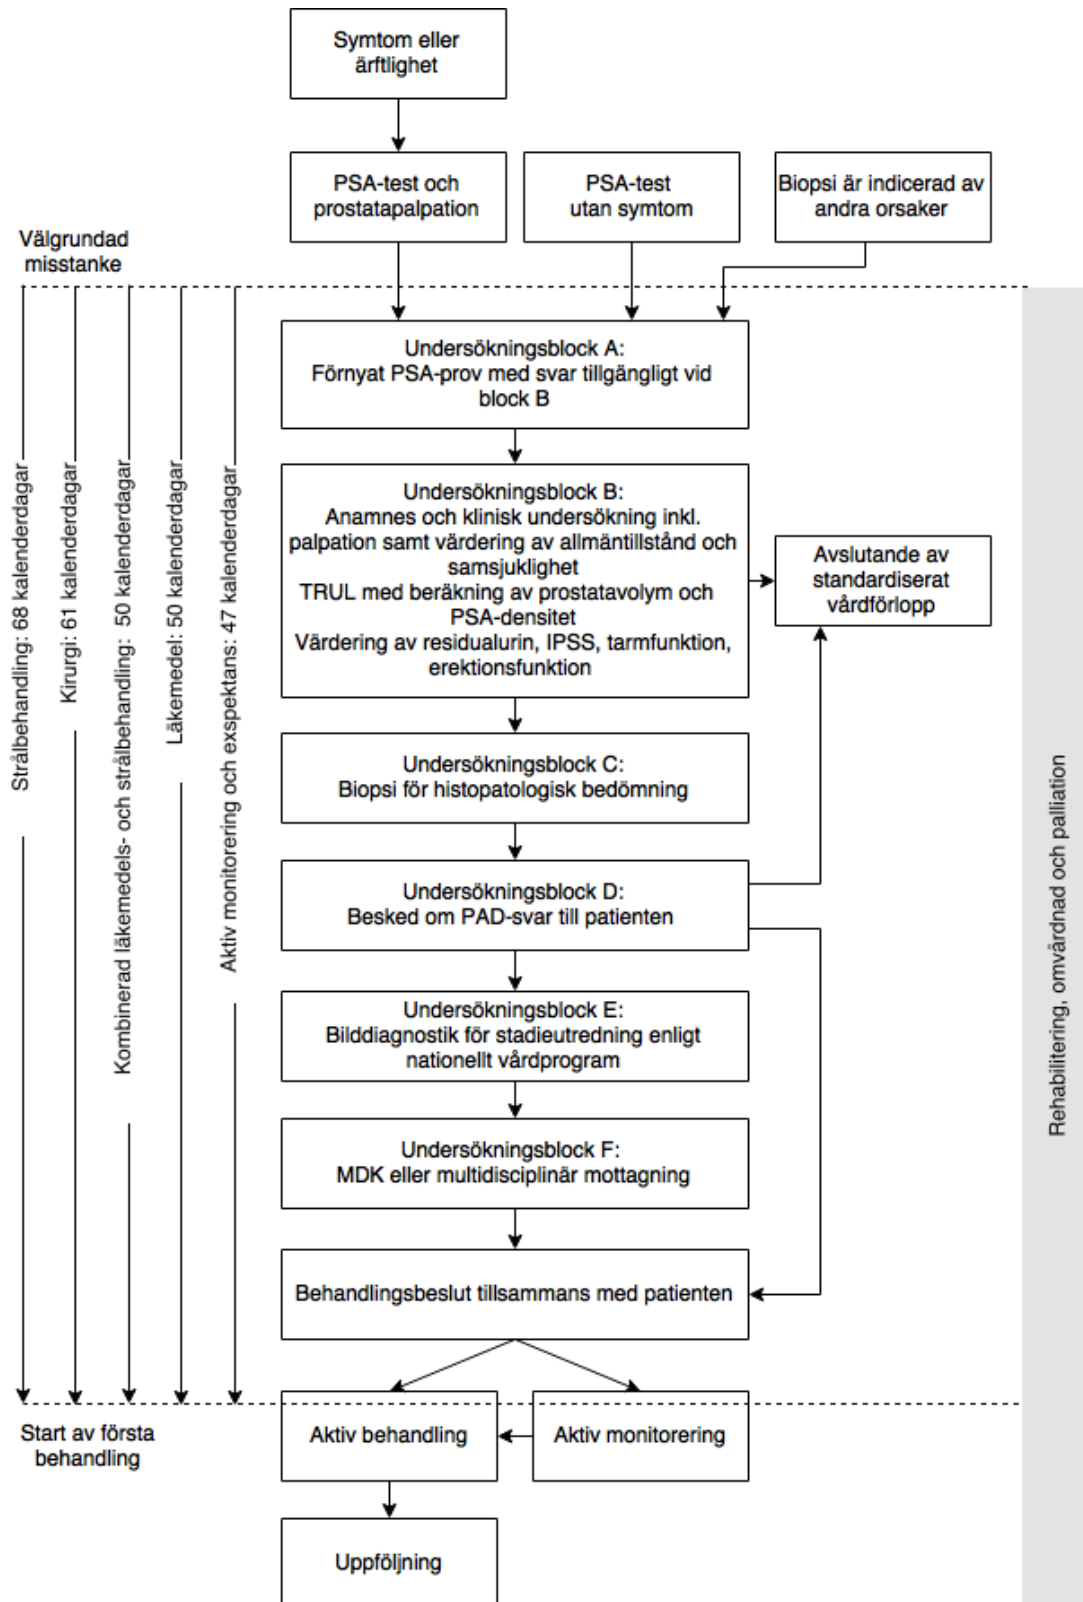 Symtom eller
ärftlighet
PSA-test och
prostatapalpation
PSA-test
utan symtom
Biopsi är indicerad av
andra orsaker
Välgrundad
misstanke
Strålbehandling: 68 kalenderdagar
Kirurgi: 61 kalenderdagar
Kombinerad läkemedels- och strålbehandling: 50 kalenderdagar
Läkemedel: 50 kalenderdagar
Aktiv monitorering och exspektans: 47 kalenderdagar
Undersökningsblock A:
Förnyat PSA-prov med svar tillgängligt vid
block B
Undersökningsblock B:
Anamnes och klinisk undersökning inkl.
palpation samt värdering av allmäntillstånd och
samsjuklighet
TRUL med beräkning av prostatavolym och
PSA-densitet
Värdering av residualurin, IPSS, tarmfunktion,
erektionsfunktion
Avslutande av
standardiserat
vårdförlopp
Undersökningsblock C:
Biopsi för histopatologisk bedömning
Undersökningsblock D:
Besked om PAD-svar till patienten
Undersökningsblock E:
Bilddiagnostik för stadieutredning enligt
nationellt vårdprogram
Undersökningsblock F:
MDK eller multidisciplinär mottagning
Behandlingsbeslut tillsammans med patienten
Rehabilitering, omvårdnad och palliation
Start av första
behandling
Aktiv behandling
Aktiv monitorering
Uppföljning